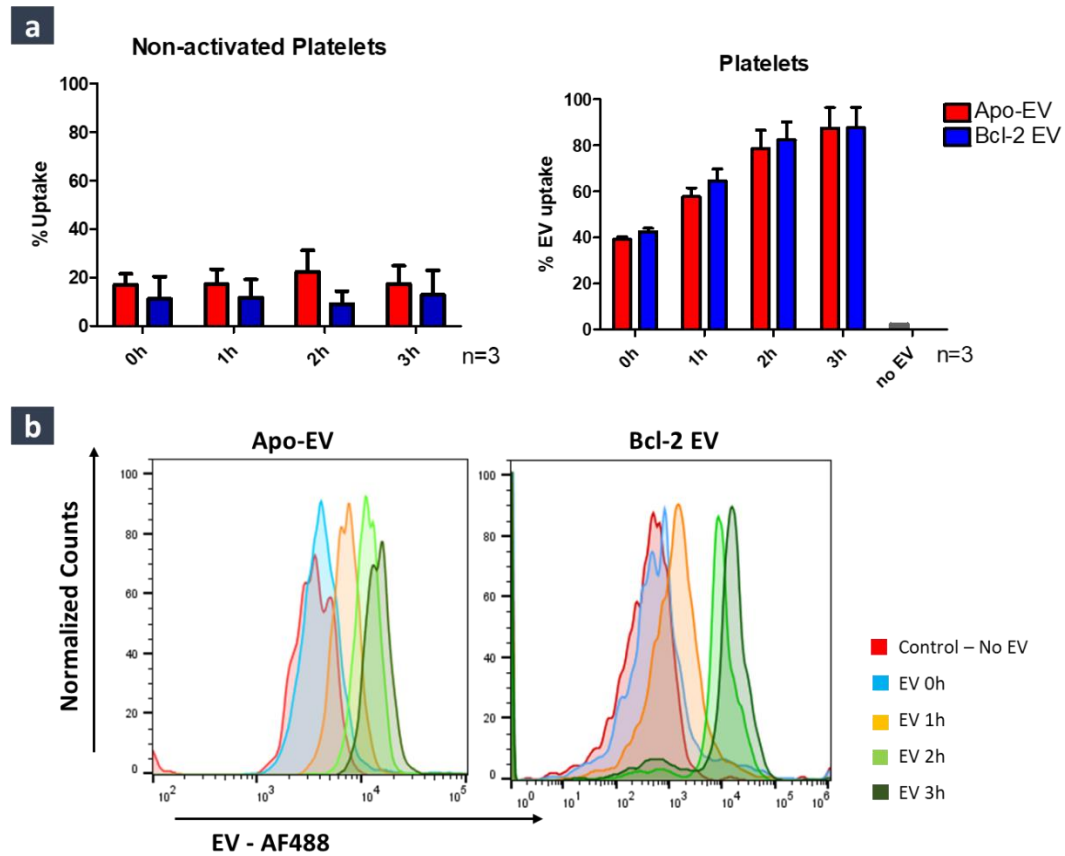 a
Non-activated Platelets
%Uptake
100
80
60
40
20
0
0h
1h
2h
3h
n=3
Platelets
% EV uptake
100
80
60
40
20
0
0h
1h
2h
3h
no EV
n=3
Apo-EV
Bcl-2 EV
b
Apo-EV
Normalized Counts
100
80
60
40
20
0
10²
10³
10⁴
10⁵
EV - AF488
Bcl-2 EV
100
80
60
40
20
0
10⁰
10¹
10²
10³
10⁴
10⁵
10⁶
Control – No EV
EV 0h
EV 1h
EV 2h
EV 3h